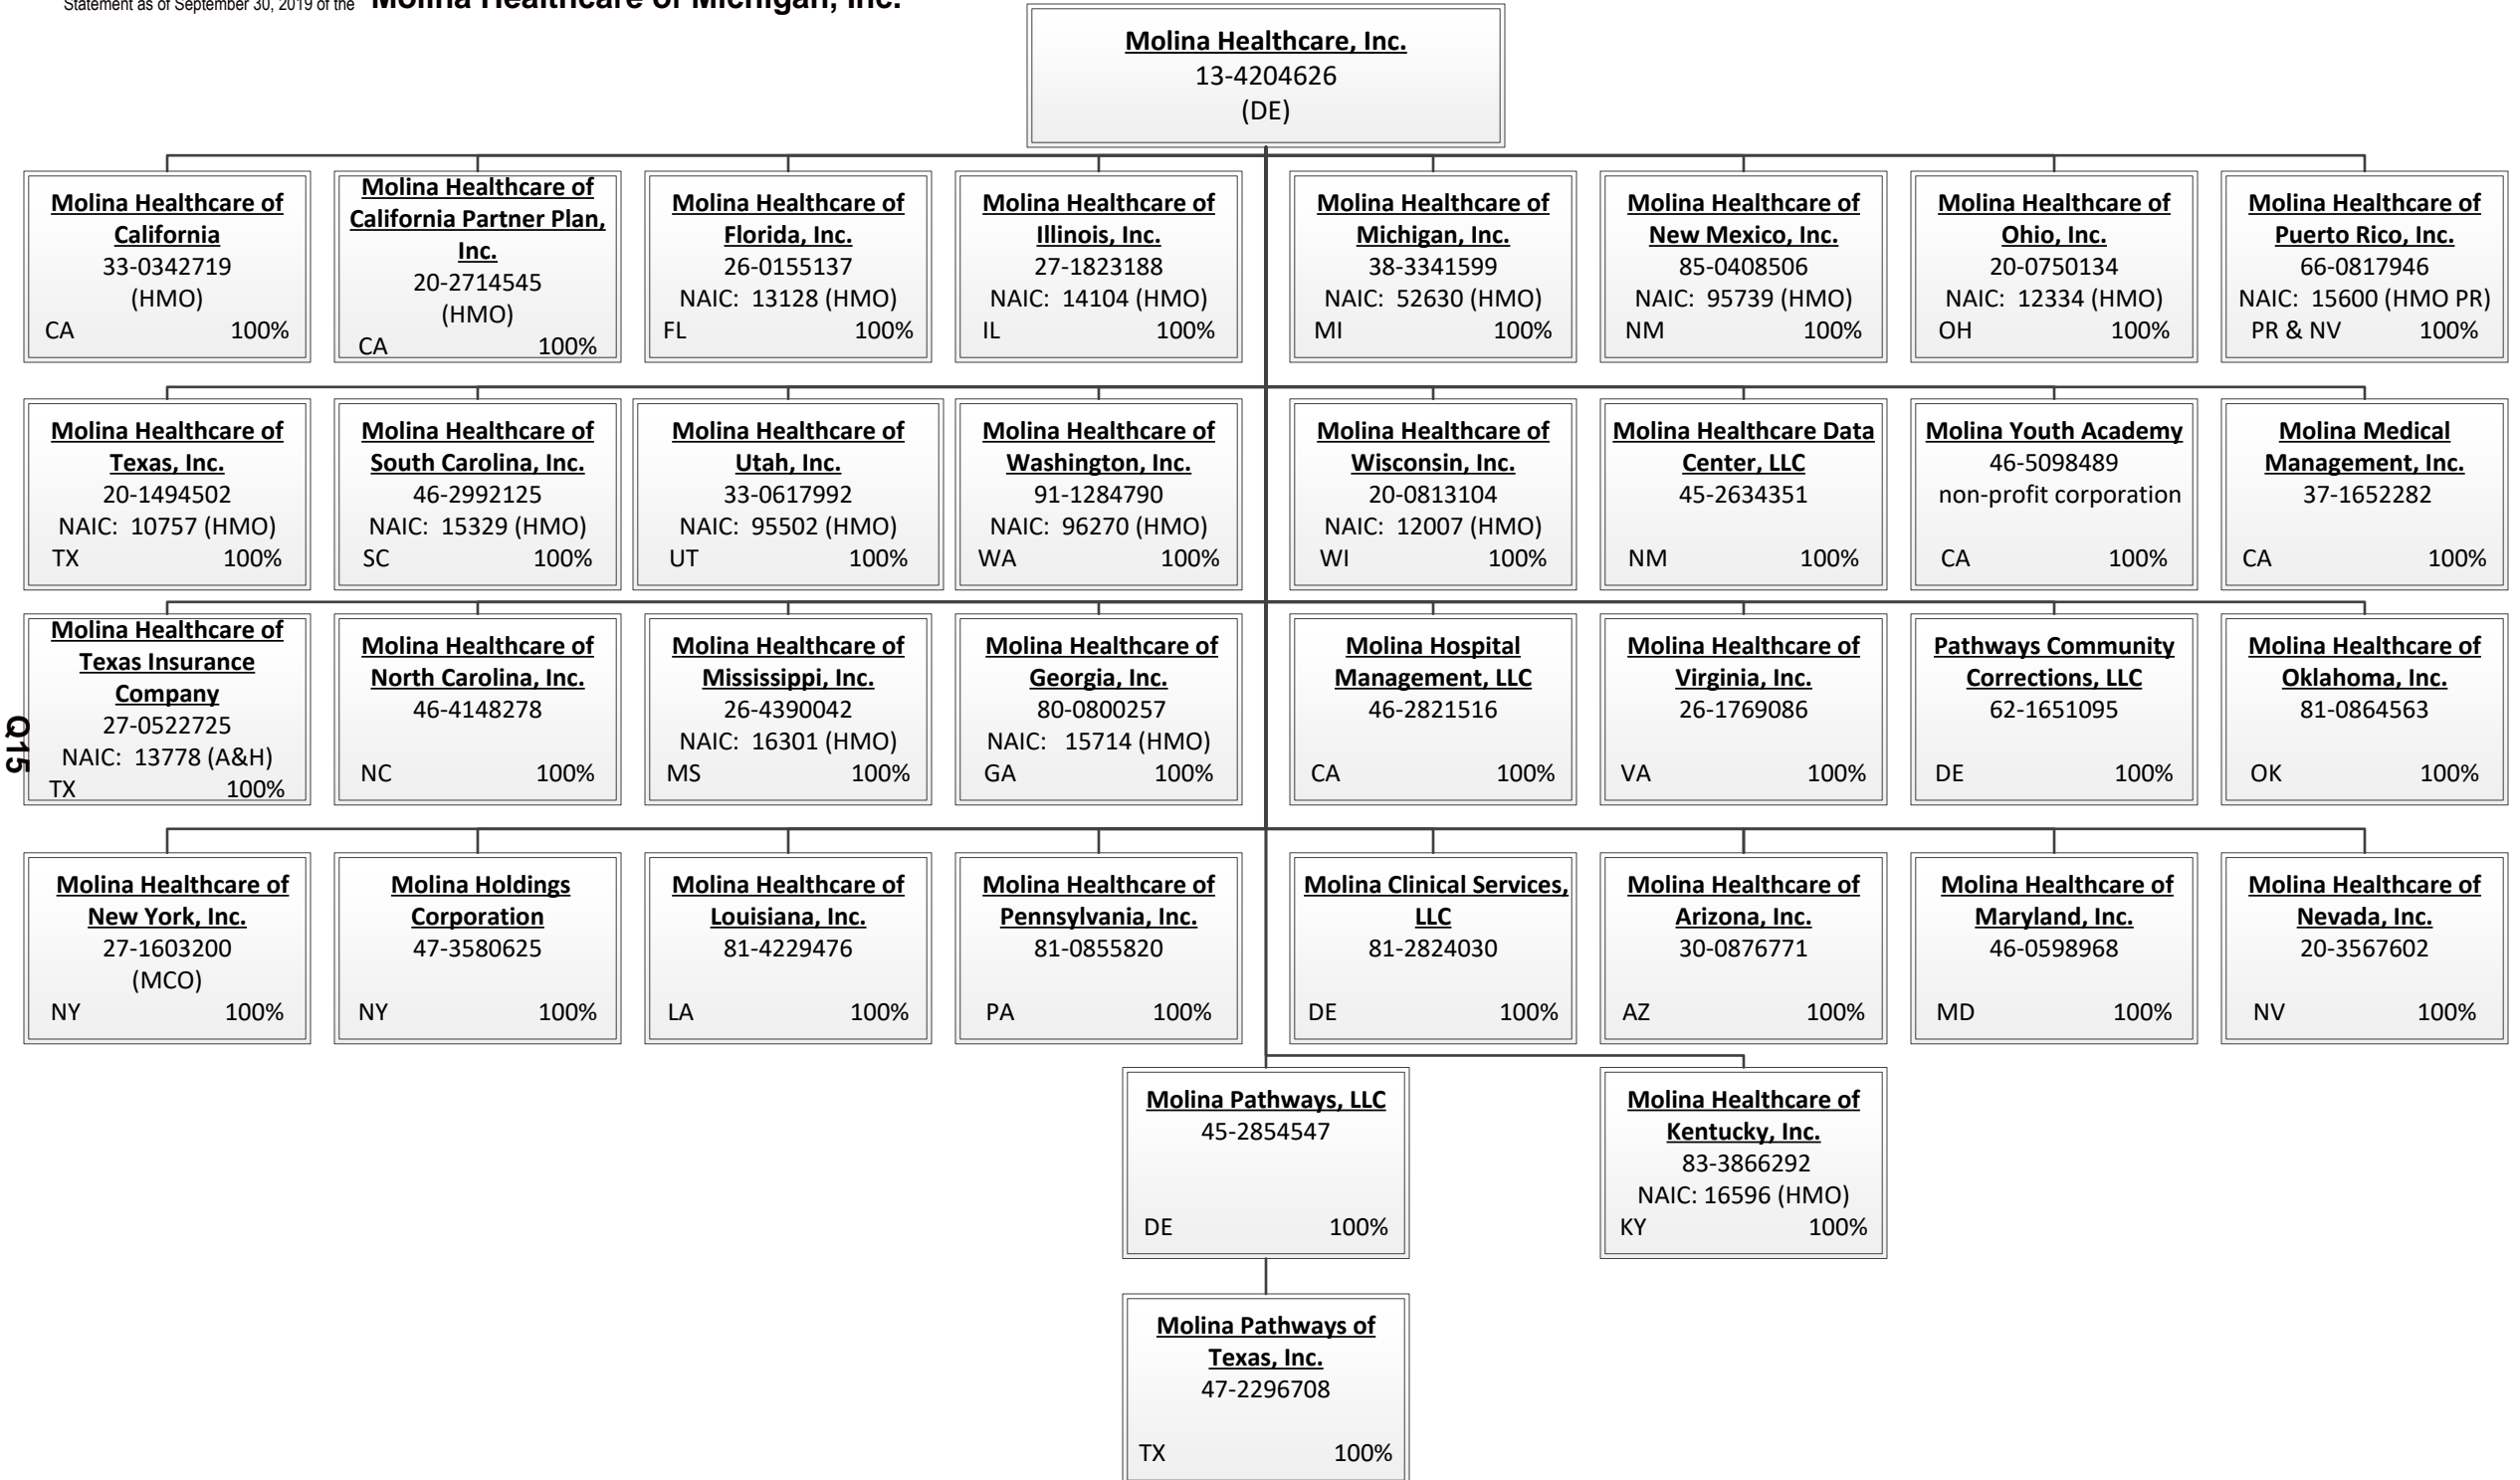 Statement as of September 30, 2019 of the Molina Healthcare of Michigan, Inc.
Molina Healthcare, Inc.
13-4204626
(DE)
Molina Healthcare of
California
33-0342719
(HMO)
CA 100%
Molina Healthcare of
California Partner Plan,
Inc.
20-2714545
(HMO)
CA 100%
Molina Healthcare of
Florida, Inc.
26-0155137
NAIC: 13128 (HMO)
FL 100%
Molina Healthcare of
Illinois, Inc.
27-1823188
NAIC: 14104 (HMO)
IL 100%
Molina Healthcare of
Michigan, Inc.
38-3341599
NAIC: 52630 (HMO)
MI 100%
Molina Healthcare of
New Mexico, Inc.
85-0408506
NAIC: 95739 (HMO)
NM 100%
Molina Healthcare of
Ohio, Inc.
20-0750134
NAIC: 12334 (HMO)
OH 100%
Molina Healthcare of
Puerto Rico, Inc.
66-0817946
NAIC: 15600 (HMO PR)
PR & NV 100%
Molina Healthcare of
Texas, Inc.
20-1494502
NAIC: 10757 (HMO)
TX 100%
Molina Healthcare of
South Carolina, Inc.
46-2992125
NAIC: 15329 (HMO)
SC 100%
Molina Healthcare of
Utah, Inc.
33-0617992
NAIC: 95502 (HMO)
UT 100%
Molina Healthcare of
Washington, Inc.
91-1284790
NAIC: 96270 (HMO)
WA 100%
Molina Healthcare of
Wisconsin, Inc.
20-0813104
NAIC: 12007 (HMO)
WI 100%
Molina Healthcare Data
Center, LLC
45-2634351
NM 100%
Molina Youth Academy
46-5098489
non-profit corporation
CA 100%
Molina Medical
Management, Inc.
37-1652282
CA 100%
Molina Healthcare of
Texas Insurance
Company
27-0522725
NAIC: 13778 (A&H)
TX 100%
Molina Healthcare of
North Carolina, Inc.
46-4148278
NC 100%
Molina Healthcare of
Mississippi, Inc.
26-4390042
NAIC: 16301 (HMO)
MS 100%
Molina Healthcare of
Georgia, Inc.
80-0800257
NAIC: 15714 (HMO)
GA 100%
Molina Hospital
Management, LLC
46-2821516
CA 100%
Molina Healthcare of
Virginia, Inc.
26-1769086
VA 100%
Pathways Community
Corrections, LLC
62-1651095
DE 100%
Molina Healthcare of
Oklahoma, Inc.
81-0864563
OK 100%
Q15
Molina Healthcare of
New York, Inc.
27-1603200
(MCO)
NY 100%
Molina Holdings
Corporation
47-3580625
NY 100%
Molina Healthcare of
Louisiana, Inc.
81-4229476
LA 100%
Molina Healthcare of
Pennsylvania, Inc.
81-0855820
PA 100%
Molina Clinical Services,
LLC
81-2824030
DE 100%
Molina Healthcare of
Arizona, Inc.
30-0876771
AZ 100%
Molina Healthcare of
Maryland, Inc.
46-0598968
MD 100%
Molina Healthcare of
Nevada, Inc.
20-3567602
NV 100%
Molina Pathways, LLC
45-2854547
DE 100%
Molina Healthcare of
Kentucky, Inc.
83-3866292
NAIC: 16596 (HMO)
KY 100%
Molina Pathways of
Texas, Inc.
47-2296708
TX 100%